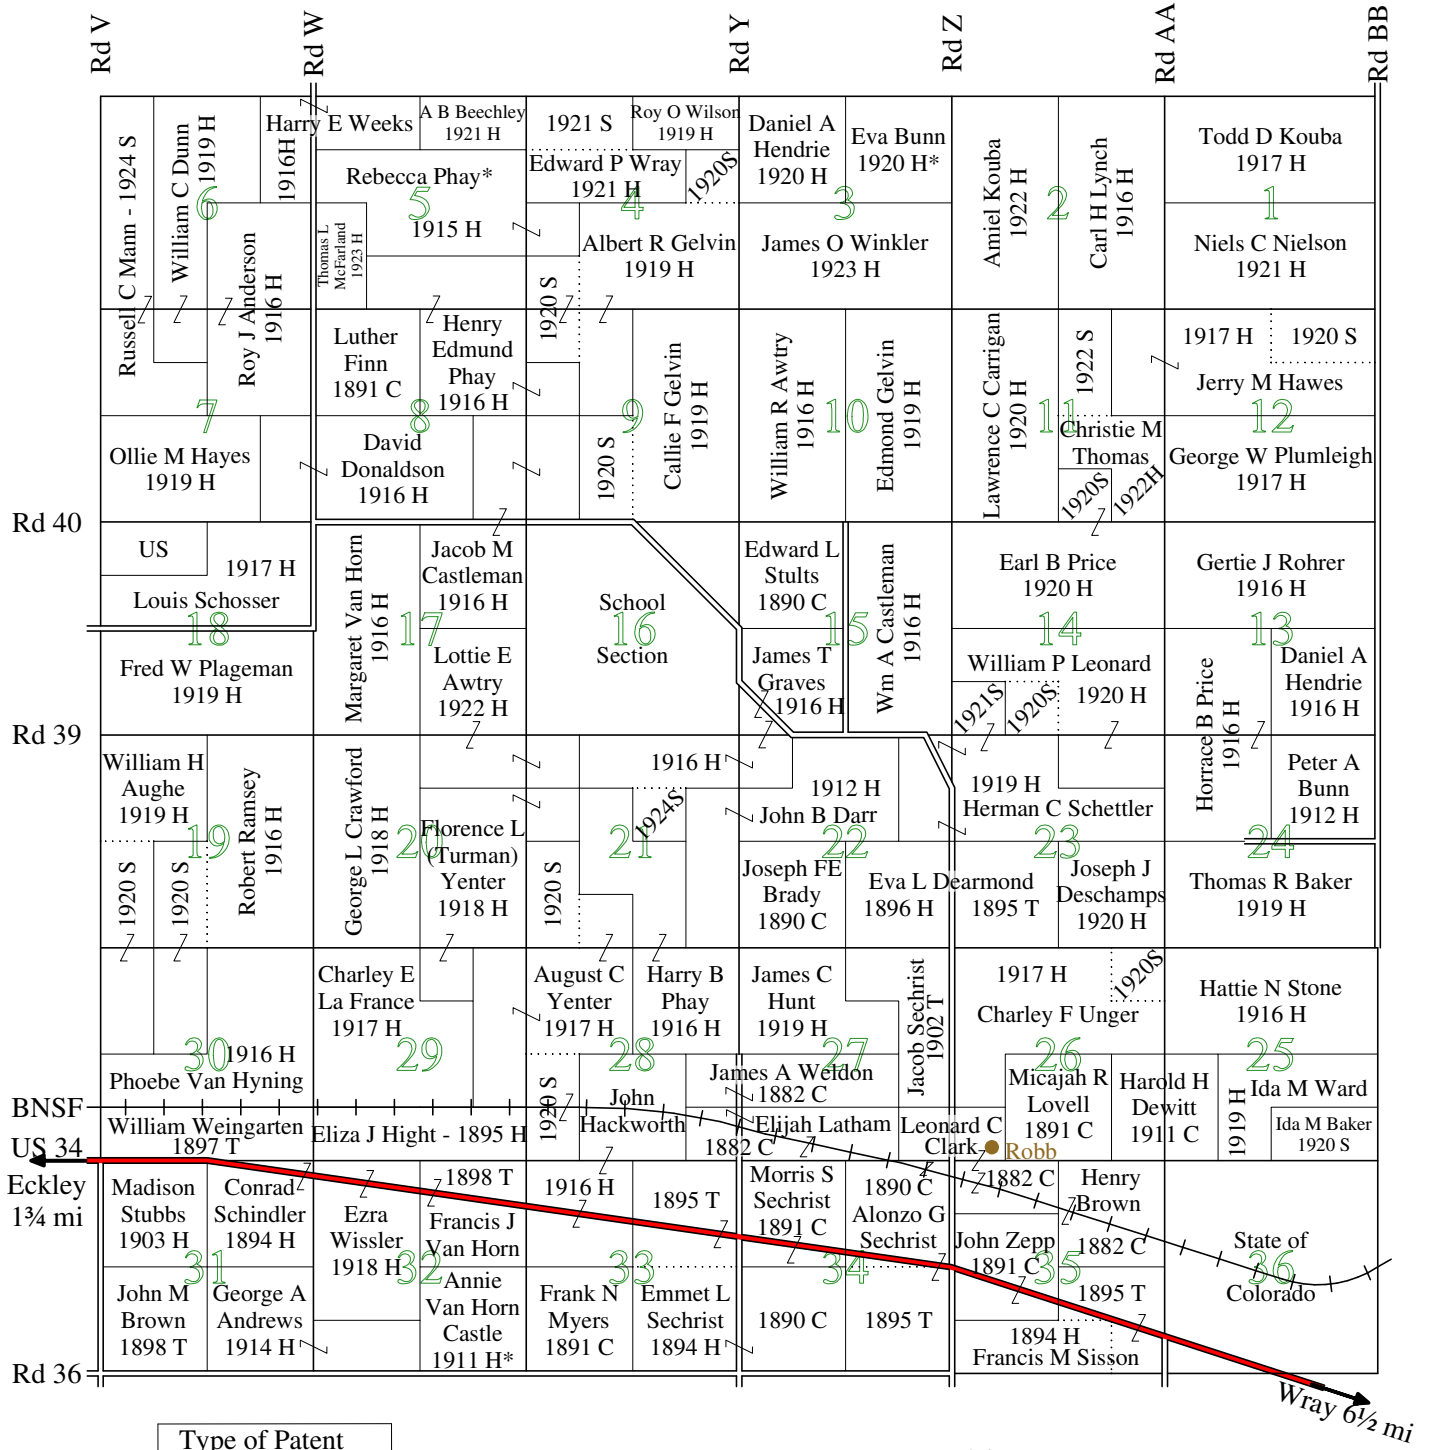 Rd V
Rd W
Rd Y
Rd Z
Rd AA
Rd BB
Russell C Mann - 1924 S
William C Dunn
1919 H
1916H
Harry E Weeks
A B Beechley
1921 H
1921 S
Roy O Wilson
1919 H
Daniel A
Hendrie
1920 H
Eva Bunn
1920 H*
Amiel Kouba
1922 H
Carl H Lynch
1916 H
Todd D Kouba
1917 H
6
Rebecca Phay*
5
1915 H
Edward P Wray
1921 H
4
1920S
3
2
1
Roy J Anderson
1916 H
Thomas L
McFarland
1923 H
1920 S
Albert R Gelvin
1919 H
James O Winkler
1923 H
Niels C Nielson
1921 H
7
Luther
Finn
1891 C
Henry
Edmund
Phay
1916 H
8
9
Callie F Gelvin
1919 H
William R Awtry
1916 H
10
Edmond Gelvin
1919 H
Lawrence C Carrigan
1920 H
11
1922 S
1917 H
1920 S
Jerry M Hawes
12
Ollie M Hayes
1919 H
David
Donaldson
1916 H
1920 S
Christie M
Thomas
1920S
1922H
George W Plumleigh
1917 H
Rd 40
US
1917 H
Louis Schosser
18
Margaret Van Horn
1916 H
17
Jacob M
Castleman
1916 H
School
16
Section
Edward L
Stults
1890 C
15
Wm A Castleman
1916 H
Earl B Price
1920 H
14
Gertie J Rohrer
1916 H
13
Fred W Plageman
1919 H
Lottie E
Awtry
1922 H
James T
Graves
1916 H
William P Leonard
1921S
1920S
1920 H
Horrace B Price
1916 H
Daniel A
Hendrie
1916 H
Rd 39
William H
Aughe
1919 H
19
Robert Ramsey
1916 H
George L Crawford
1918 H
20
Florence L
(Turman)
Yenter
1918 H
1916 H
1924S
21
1912 H
John B Darr
22
1919 H
Herman C Schettler
23
Peter A
Bunn
1912 H
24
1920 S
1920 S
1920 S
Joseph FE
Brady
1890 C
Eva L Dearmond
1896 H
1895 T
Joseph J
Deschamps
1920 H
Thomas R Baker
1919 H
30
1916 H
Phoebe Van Hyning
Charley E
La France
1917 H
29
August C
Yenter
1917 H
28
Harry B
Phay
1916 H
James C
Hunt
1919 H
27
Jacob Sechrist
1902 T
1917 H
1920S
Charley F Unger
26
Hattie N Stone
1916 H
25
BNSF
William Weingarten
1897 T
Eliza J Hight - 1895 H
1920 S
John
Hackworth
James A Weldon
1882 C
Elijah Latham
1882 C
Leonard C
Clark
Robb
1882 C
Micajah R
Lovell
1891 C
Harold H
Dewitt
1911 C
1919 H
Ida M Ward
Ida M Baker
1920 S
US 34
Eckley
1¾ mi
Madison
Stubbs
1903 H
Conrad
Schindler
1894 H
31
Ezra
Wissler
1918 H
1898 T
Francis J
Van Horn
32
1916 H
1895 T
33
Morris S
Sechrist
1891 C
1890 C
Alonzo G
Sechrist
34
John Zepp
1891 C
35
Henry
Brown
1882 C
State of
36
Colorado
John M
Brown
1898 T
George A
Andrews
1914 H
Annie
Van Horn
Castle
1911 H*
Frank N
Myers
1891 C
Emmet L
Sechrist
1894 H
1890 C
1895 T
1895 T
1894 H
Francis M Sisson
Rd 36
Wray 6½ mi
Type of Patent